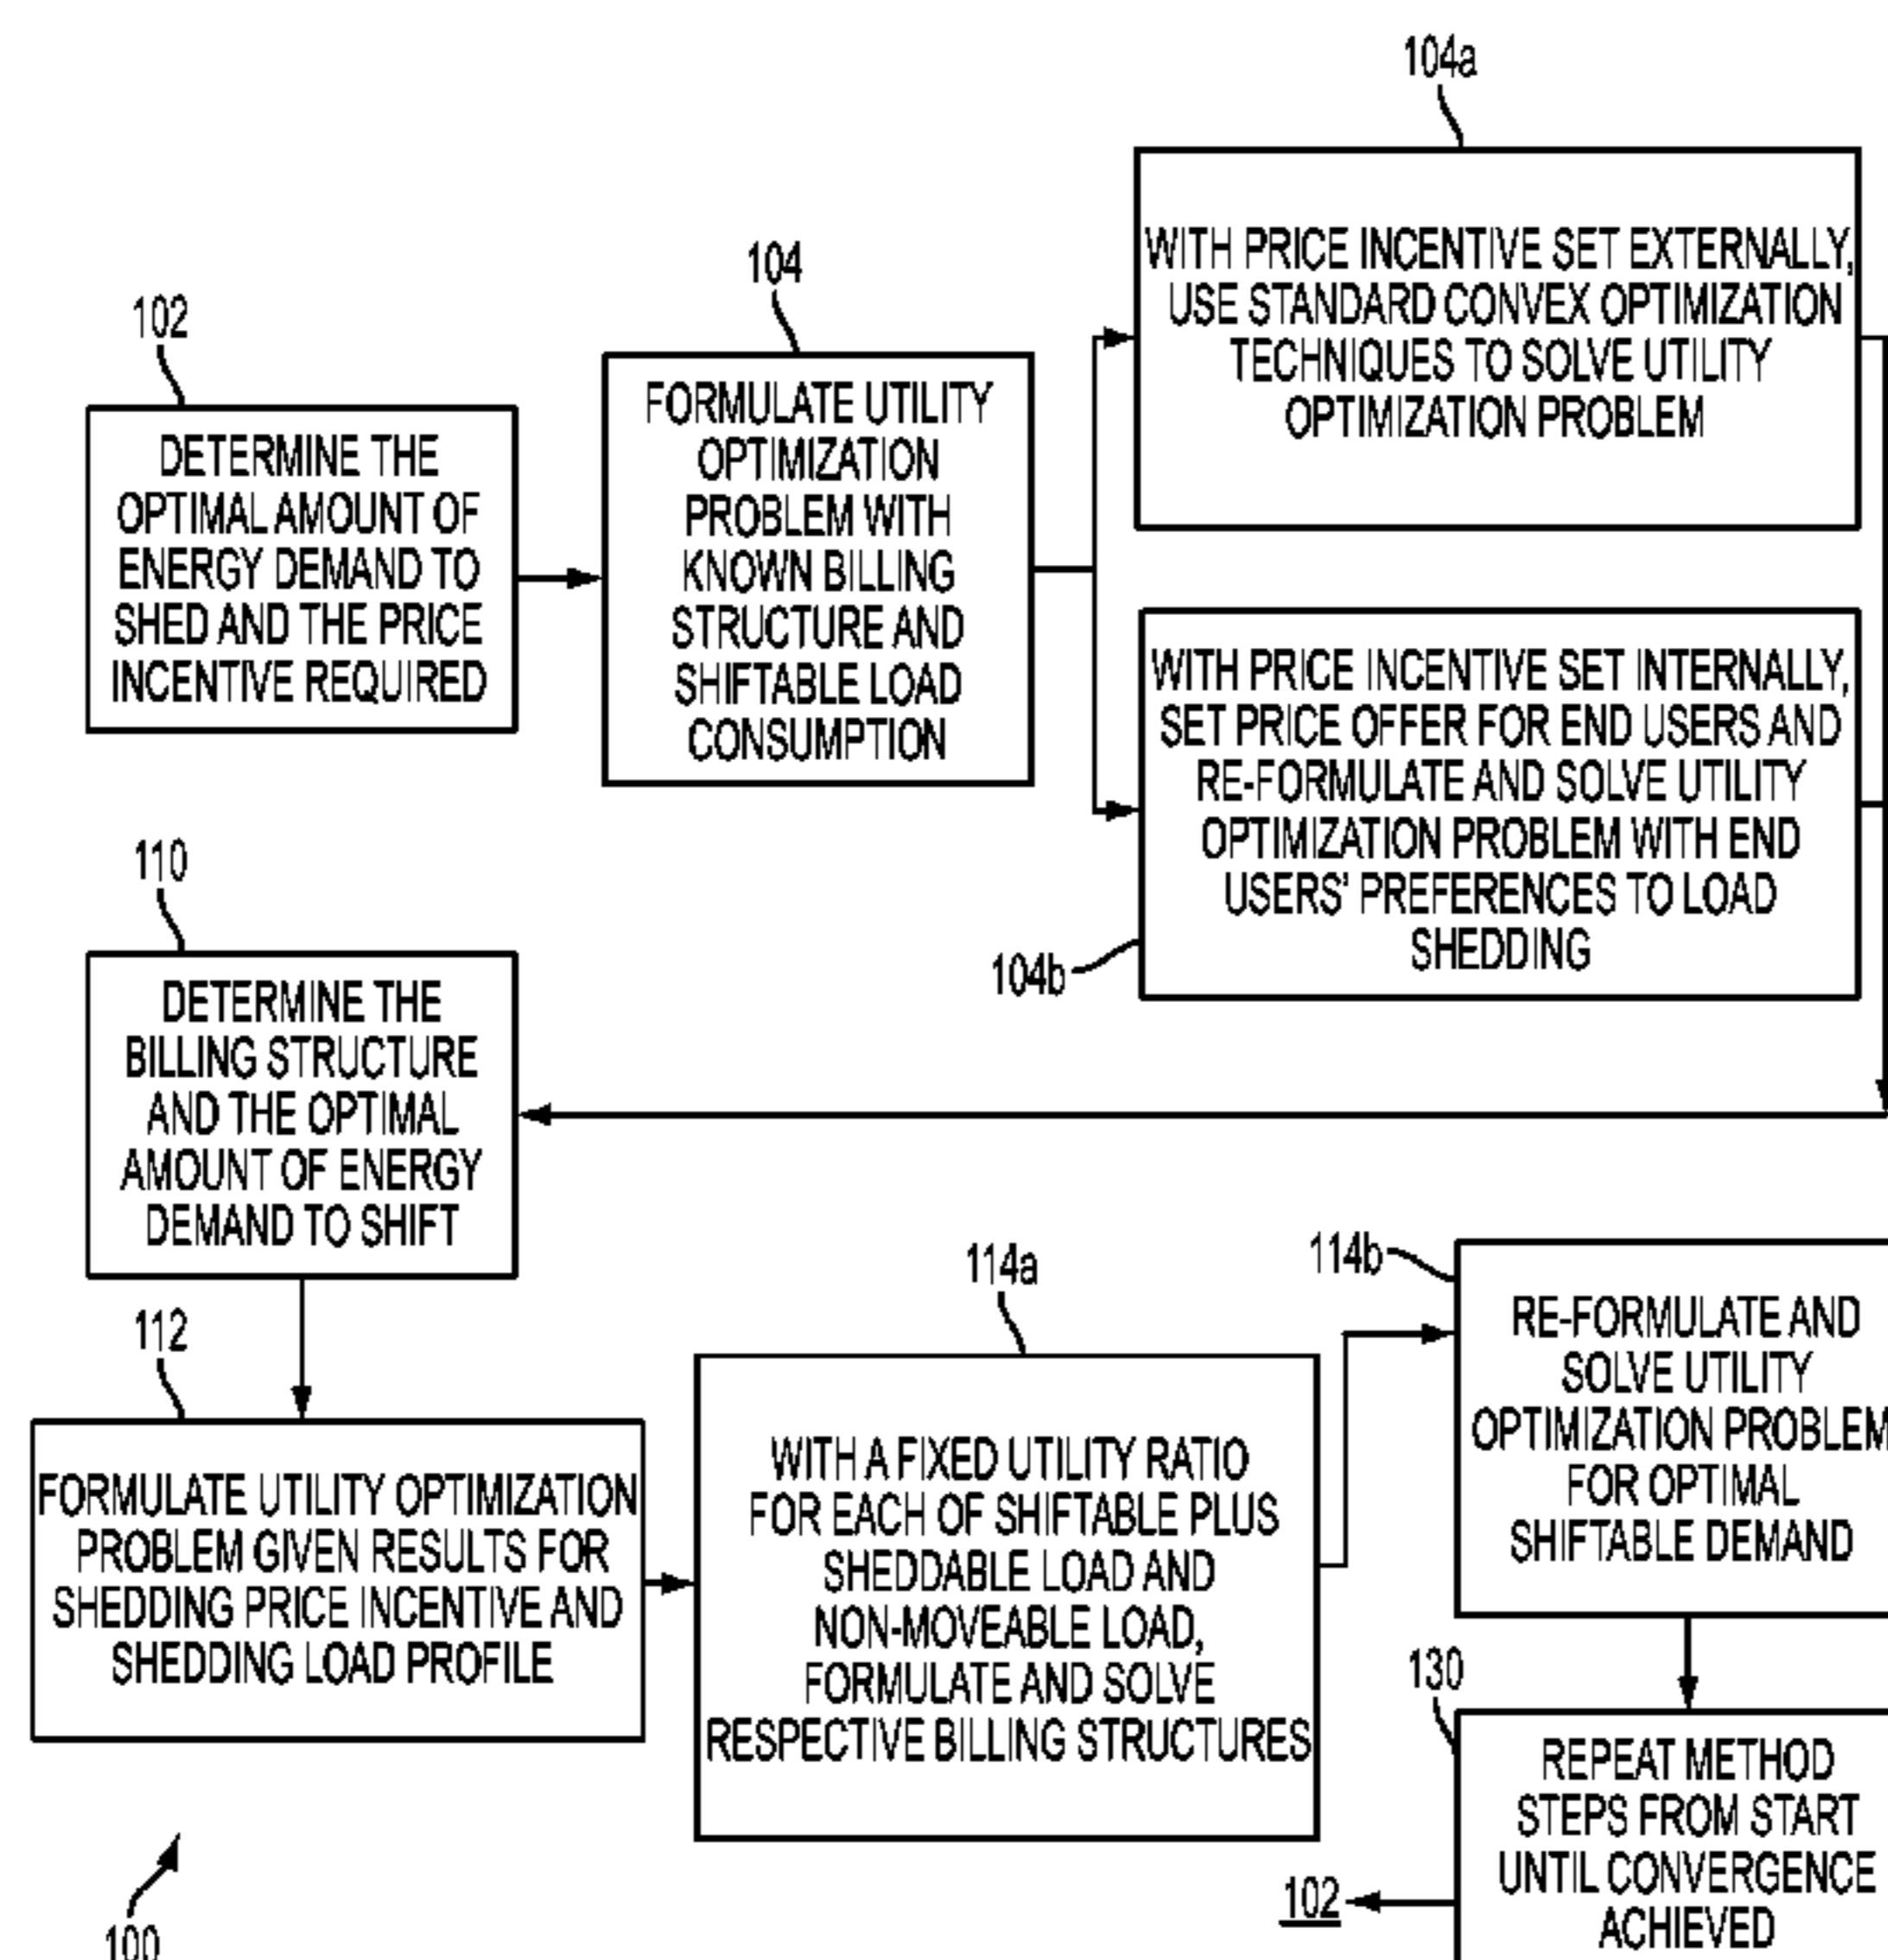 104a
WITH PRICE INCENTIVE SET EXTERNALLY,
USE STANDARD CONVEX OPTIMIZATION
TECHNIQUES TO SOLVE UTILITY
OPTIMIZATION PROBLEM
104
FORMULATE UTILITY
OPTIMIZATION
PROBLEM WITH
KNOWN BILLING
STRUCTURE AND
SHIFTABLE LOAD
CONSUMPTION
102
DETERMINE THE
OPTIMAL AMOUNT OF
ENERGY DEMAND TO
SHED AND THE PRICE
INCENTIVE REQUIRED
WITH PRICE INCENTIVE SET INTERNALLY,
SET PRICE OFFER FOR END USERS AND
RE-FORMULATE AND SOLVE UTILITY
OPTIMIZATION PROBLEM WITH END
USERS' PREFERENCES TO LOAD
SHEDDING
104b
110
DETERMINE THE
BILLING STRUCTURE
AND THE OPTIMAL
AMOUNT OF ENERGY
DEMAND TO SHIFT
112
FORMULATE UTILITY OPTIMIZATION
PROBLEM GIVEN RESULTS FOR
SHEDDING PRICE INCENTIVE AND
SHEDDING LOAD PROFILE
114a
WITH A FIXED UTILITY RATIO
FOR EACH OF SHIFTABLE PLUS
SHEDDABLE LOAD AND
NON-MOVEABLE LOAD,
FORMULATE AND SOLVE
RESPECTIVE BILLING STRUCTURES
114b
RE-FORMULATE AND
SOLVE UTILITY
OPTIMIZATION PROBLEM
FOR OPTIMAL
SHIFTABLE DEMAND
130
REPEAT METHOD
STEPS FROM START
UNTIL CONVERGENCE
ACHIEVED
102
100